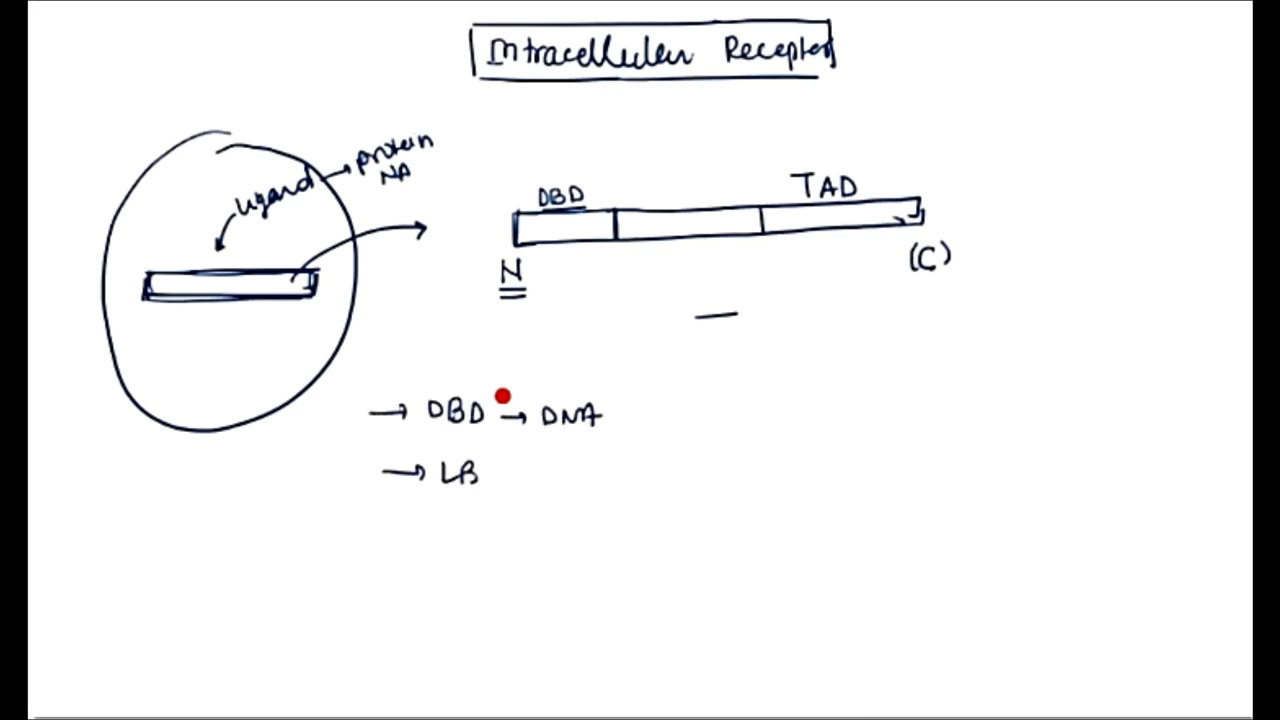 Intracellular Receptor
ligand → protein
NA
DBD
TAD
N
(C)
→ DBD → DNA
→ LB